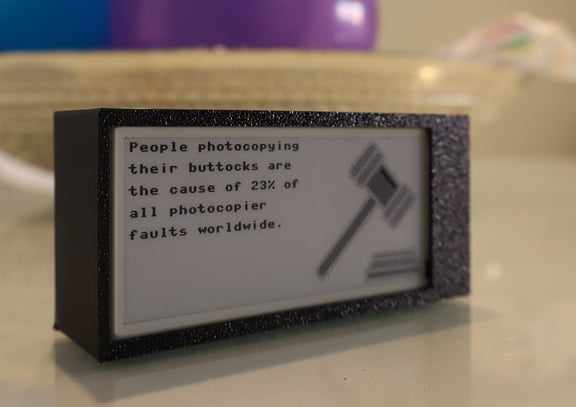 People photocopying
their buttocks are
the cause of 23% of
all photocopier
faults worldwide.